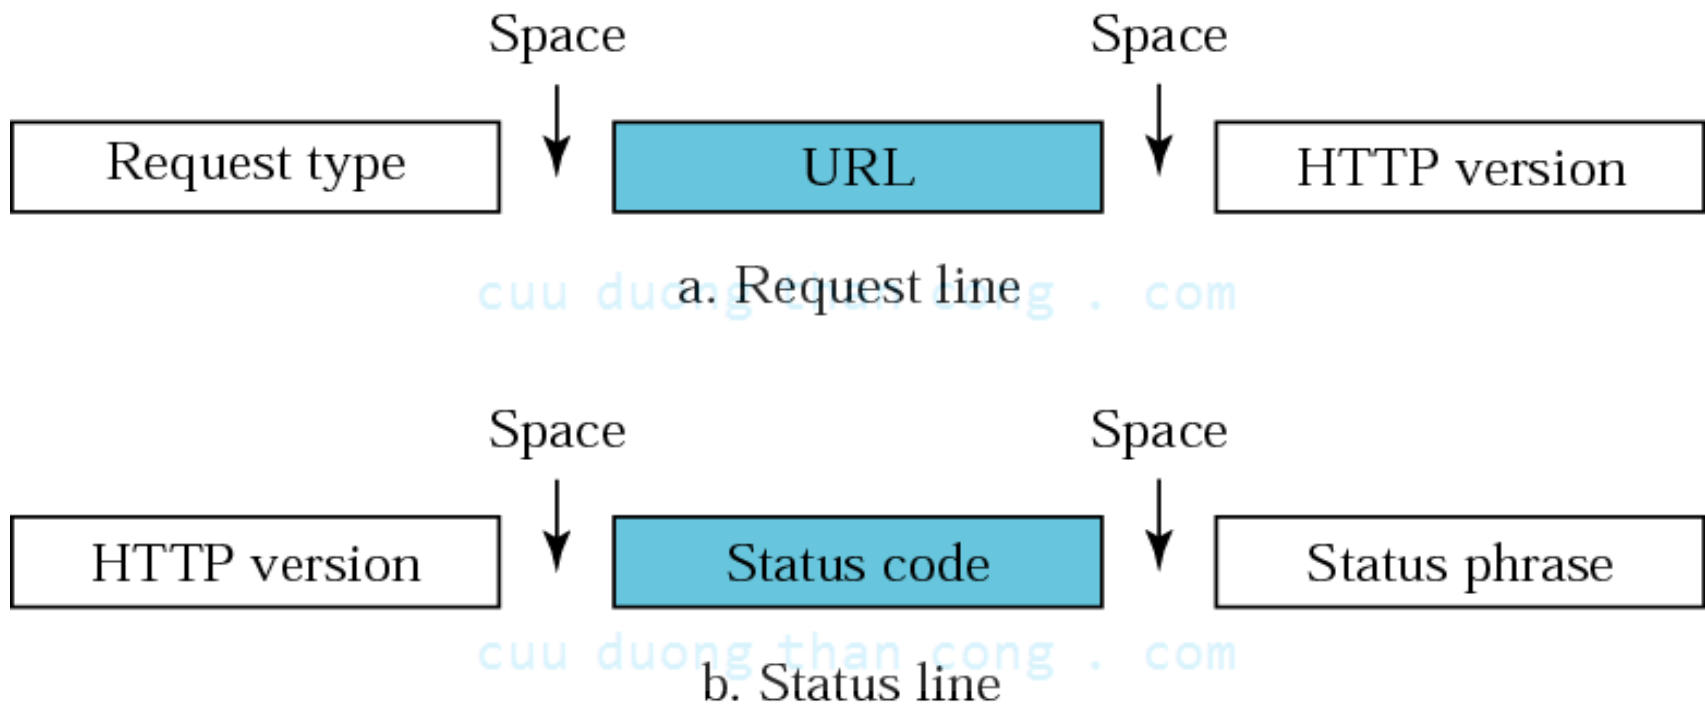 Space Space
Request type URL HTTP version
a. Request line
cuu duong than cong . com
Space Space
HTTP version Status code Status phrase
cuu duong than cong . com
b. Status line